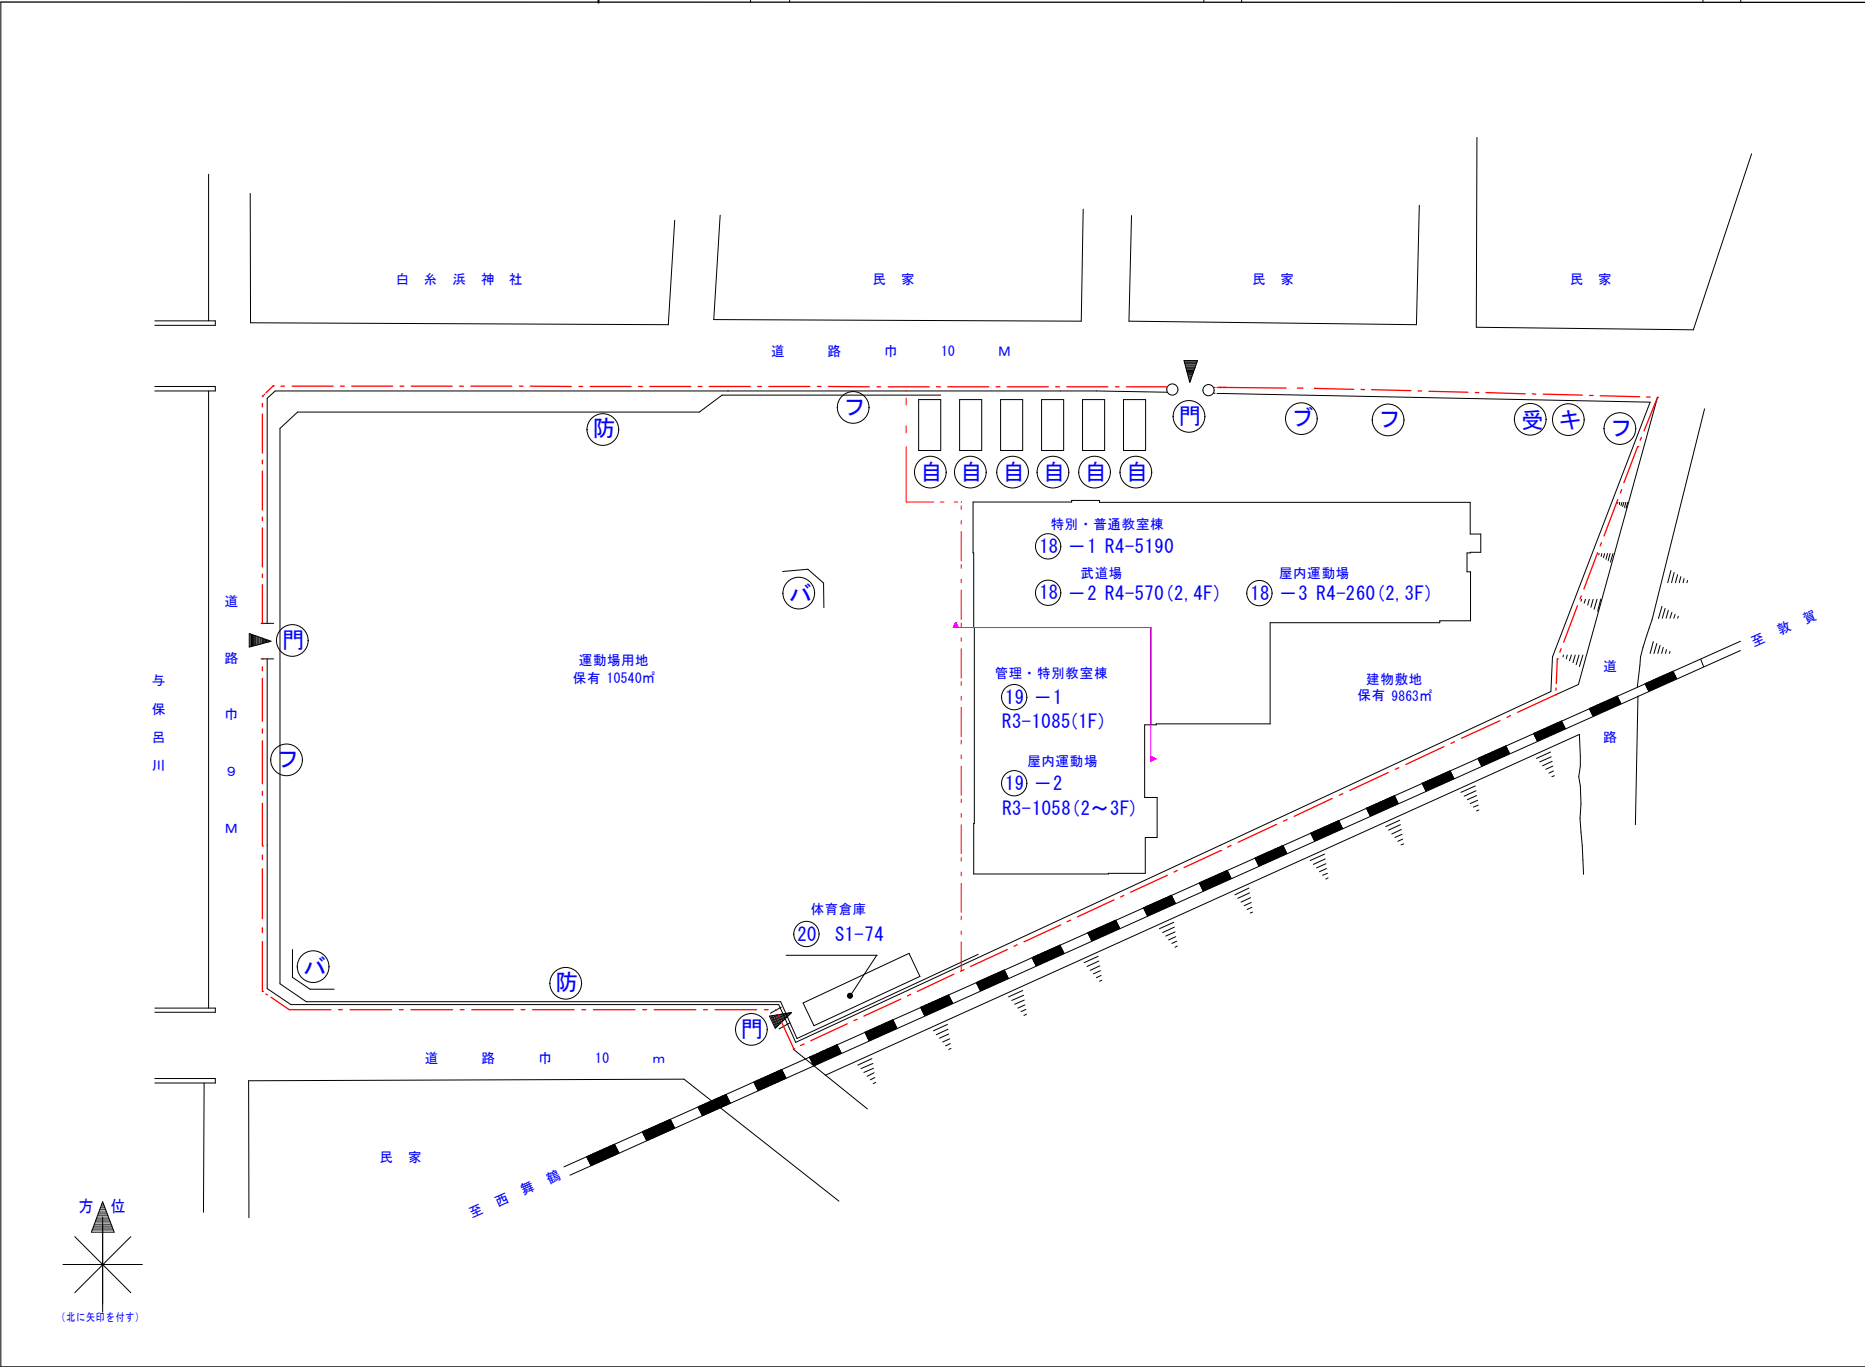 白糸浜神社
民家
民家
民家
道路巾10M
フ
防
門
ブ
フ
受
キ
フ
自
自
自
自
自
自
特別・普通教室棟
18 －1 R4-5190
武道場
18 －2 R4-570(2,4F)
屋内運動場
18 －3 R4-260(2,3F)
バ
道路巾9M
門
運動場用地
保有 10540㎡
管理・特別教室棟
19 －1
R3-1085(1F)
屋内運動場
19 －2
R3-1058(2～3F)
建物敷地
保有 9863㎡
道路
至敦賀
与保呂川
フ
体育倉庫
20 S1-74
バ
防
門
道路巾10m
民家
至西舞鶴
方位
(北に矢印を付す)